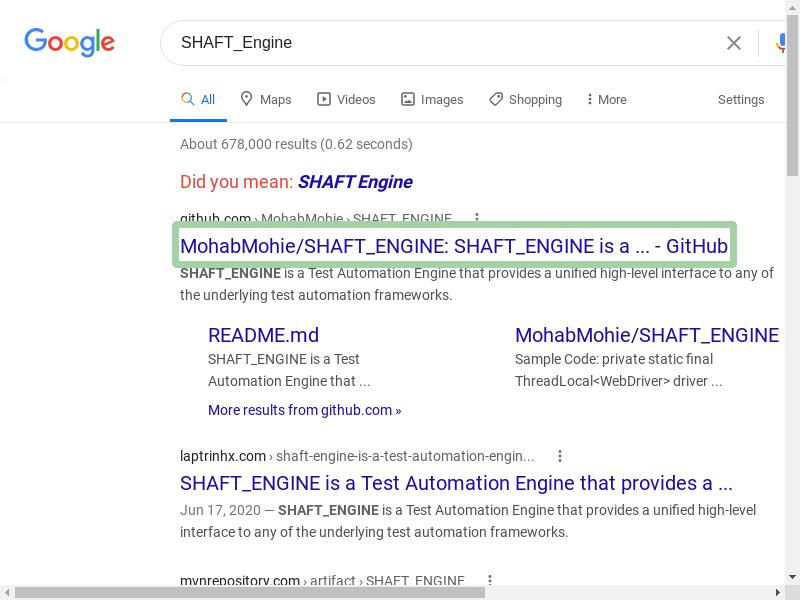 Google
SHAFT_Engine
All Maps Videos Images Shopping More Settings
About 678,000 results (0.62 seconds)
Did you mean: SHAFT Engine
github.com › MohabMohie › SHAFT_ENGINE
MohabMohie/SHAFT_ENGINE: SHAFT_ENGINE is a ... - GitHub
SHAFT_ENGINE is a Test Automation Engine that provides a unified high-level interface to any of
the underlying test automation frameworks.
README.md
SHAFT_ENGINE is a Test
Automation Engine that ...
MohabMohie/SHAFT_ENGINE
Sample Code: private static final
ThreadLocal<WebDriver> driver ...
More results from github.com »
laptrinhx.com › shaft-engine-is-a-test-automation-engin...
SHAFT_ENGINE is a Test Automation Engine that provides a ...
Jun 17, 2020 — SHAFT_ENGINE is a Test Automation Engine that provides a unified high-level
interface to any of the underlying test automation frameworks.
mvnrepository.com › artifact › SHAFT_ENGINE